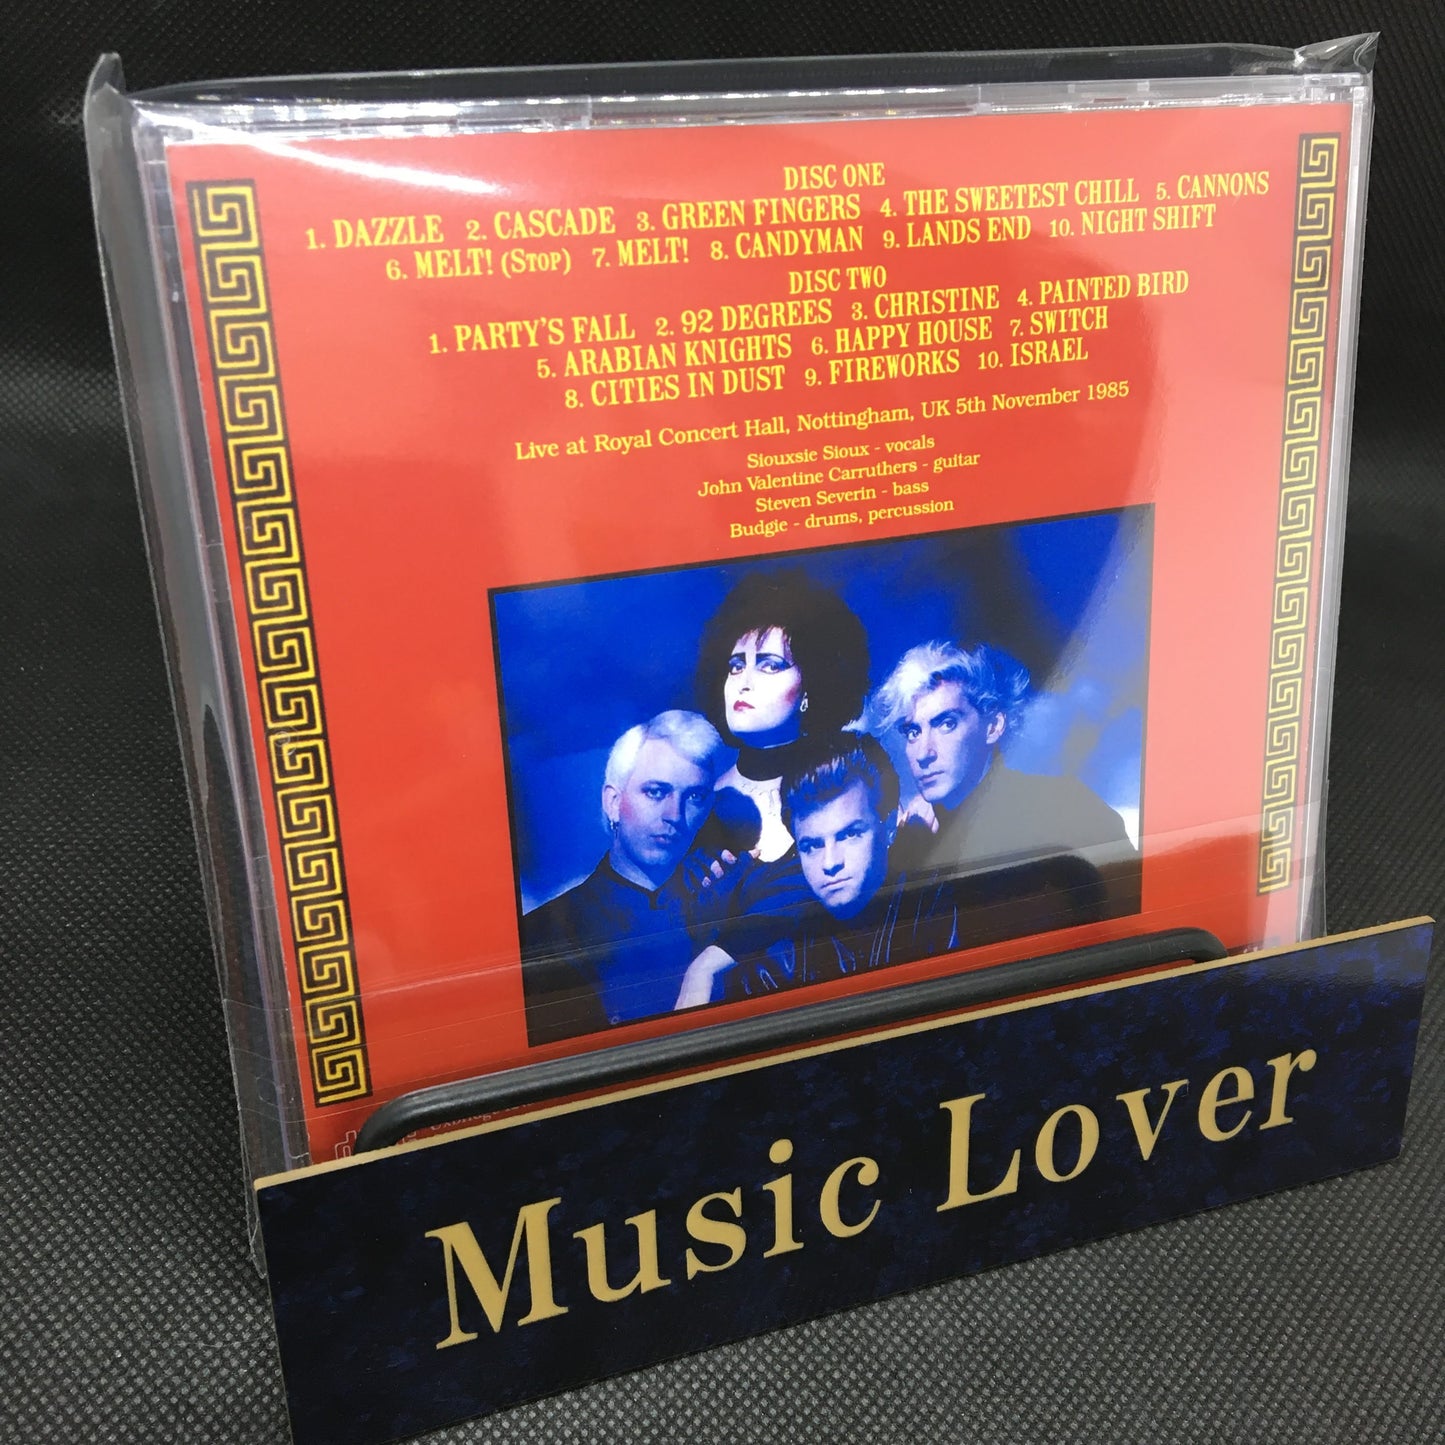 DISC ONE
1. DAZZLE 2. CASCADE 3. GREEN FINGERS 4. THE SWEETEST CHILL 5. CANNONS
6. MELT! (STOP) 7. MELT! 8. CANDYMAN 9. LANDS END 10. NIGHT SHIFT
DISC TWO
1. PARTY'S FALL 2. 92 DEGREES 3. CHRISTINE 4. PAINTED BIRD
5. ARABIAN KNIGHTS 6. HAPPY HOUSE 7. SWITCH
8. CITIES IN DUST 9. FIREWORKS 10. ISRAEL
Live at Royal Concert Hall, Nottingham, UK 5th November 1985
Siouxsie Sioux - vocals
John Valentine Carruthers - guitar
Steven Severin - bass
Budgie - drums, percussion
Music Lover